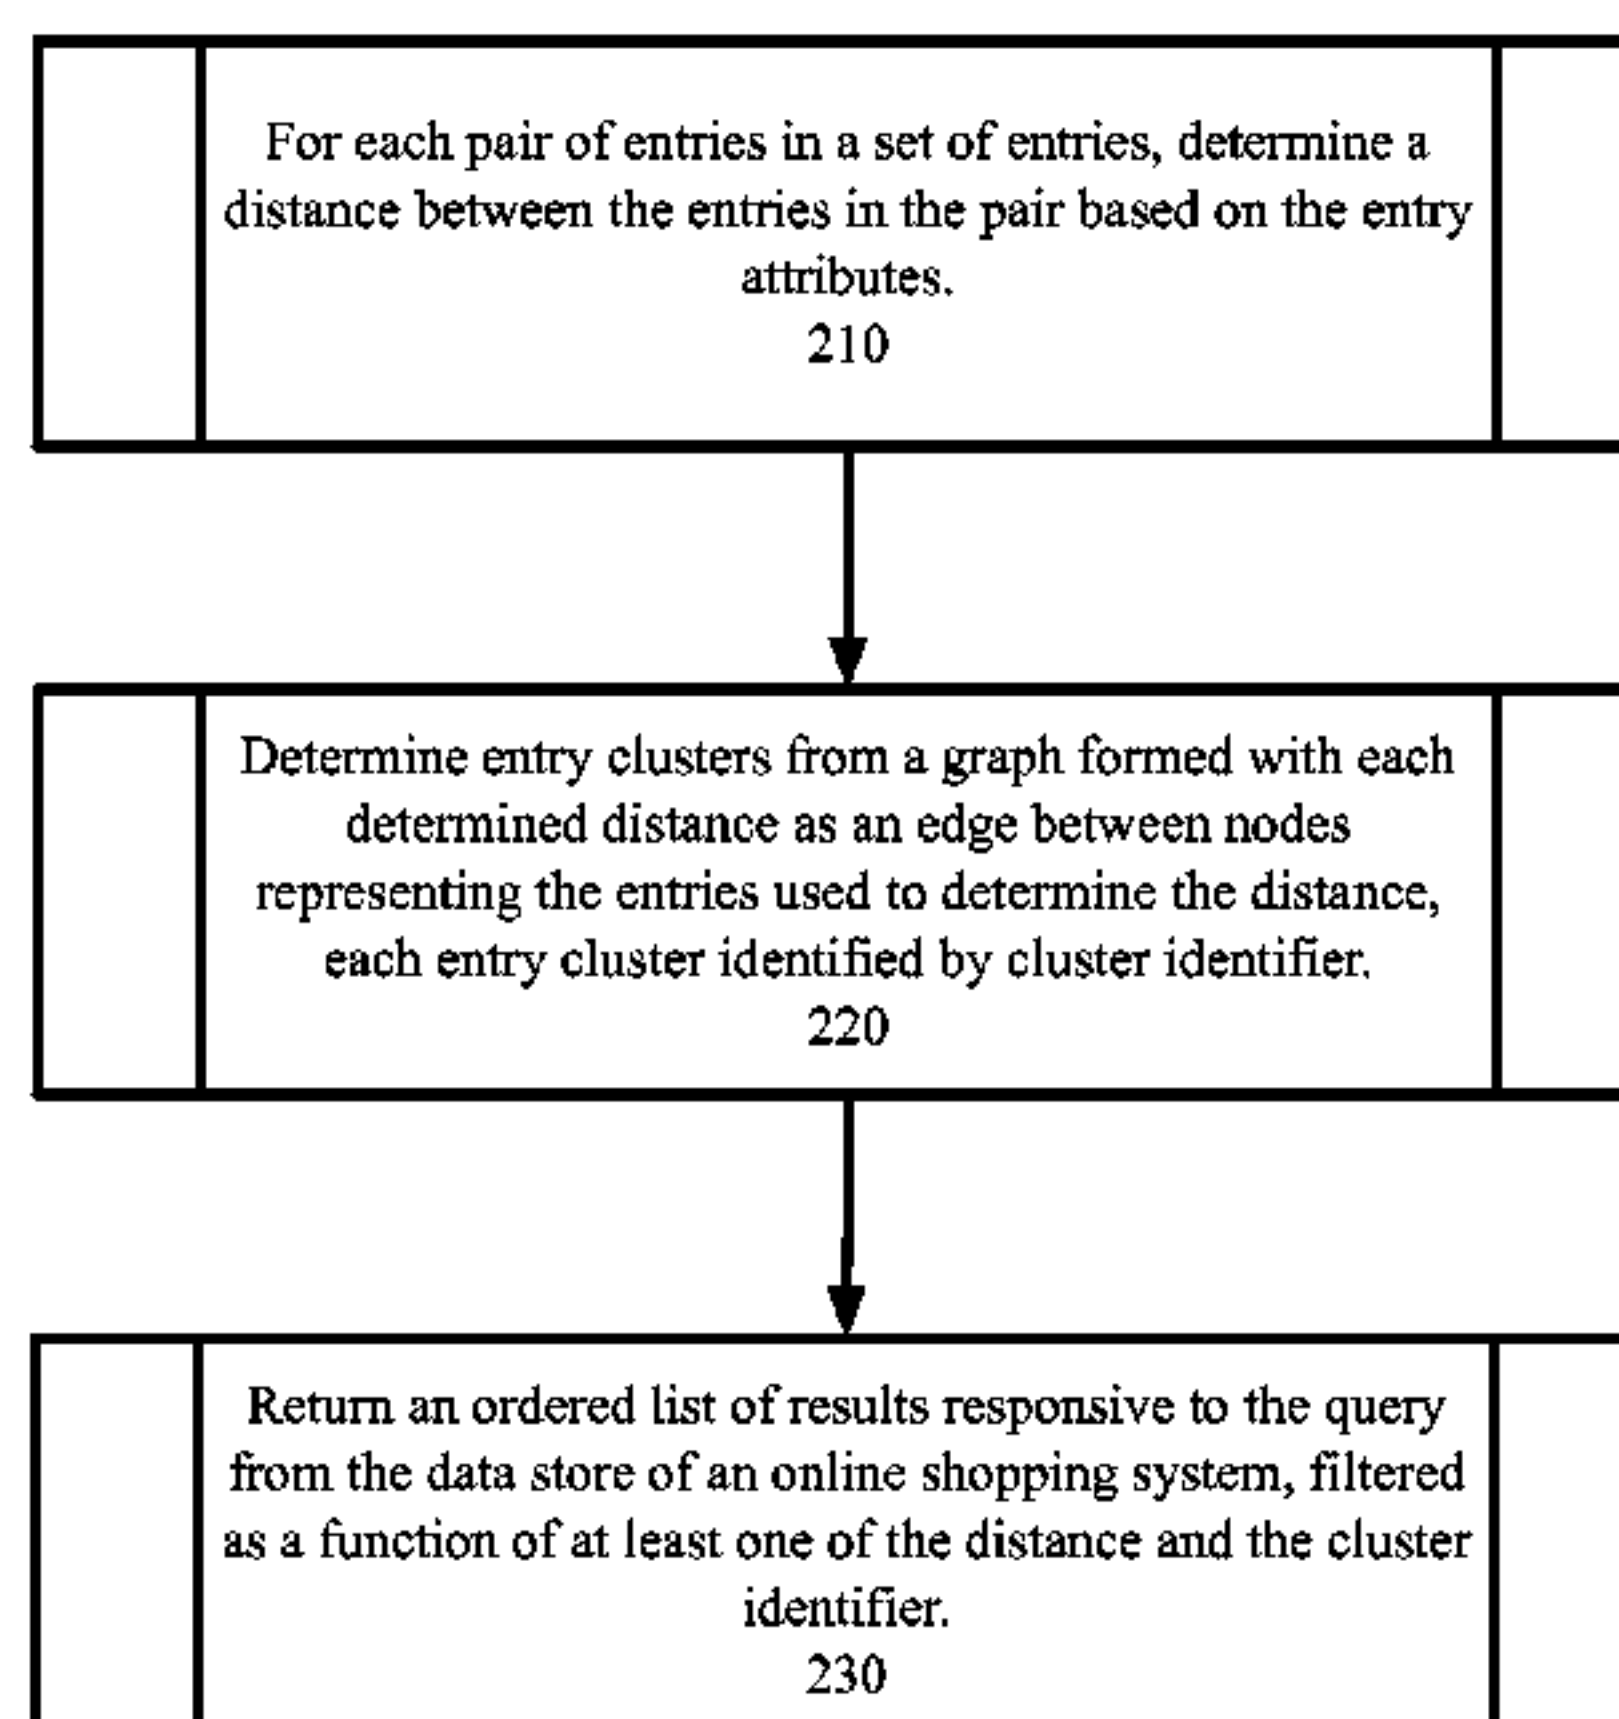 For each pair of entries in a set of entries, determine a
distance between the entries in the pair based on the entry
attributes.
210
Determine entry clusters from a graph formed with each
determined distance as an edge between nodes
representing the entries used to determine the distance,
each entry cluster identified by cluster identifier.
220
Return an ordered list of results responsive to the query
from the data store of an online shopping system, filtered
as a function of at least one of the distance and the cluster
identifier.
230